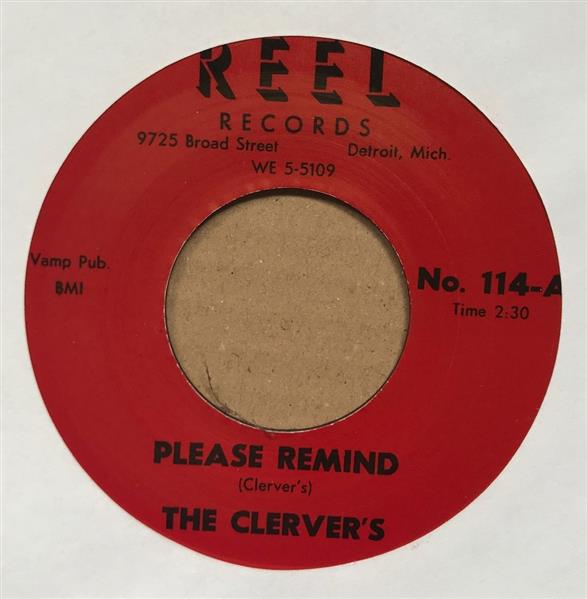 REEL
RECORDS
9725 Broad Street Detroit, Mich.
WE 5-5109
Vamp Pub.
BMI
No. 114-A
Time 2:30
PLEASE REMIND
(Clerver's)
THE CLERVER'S